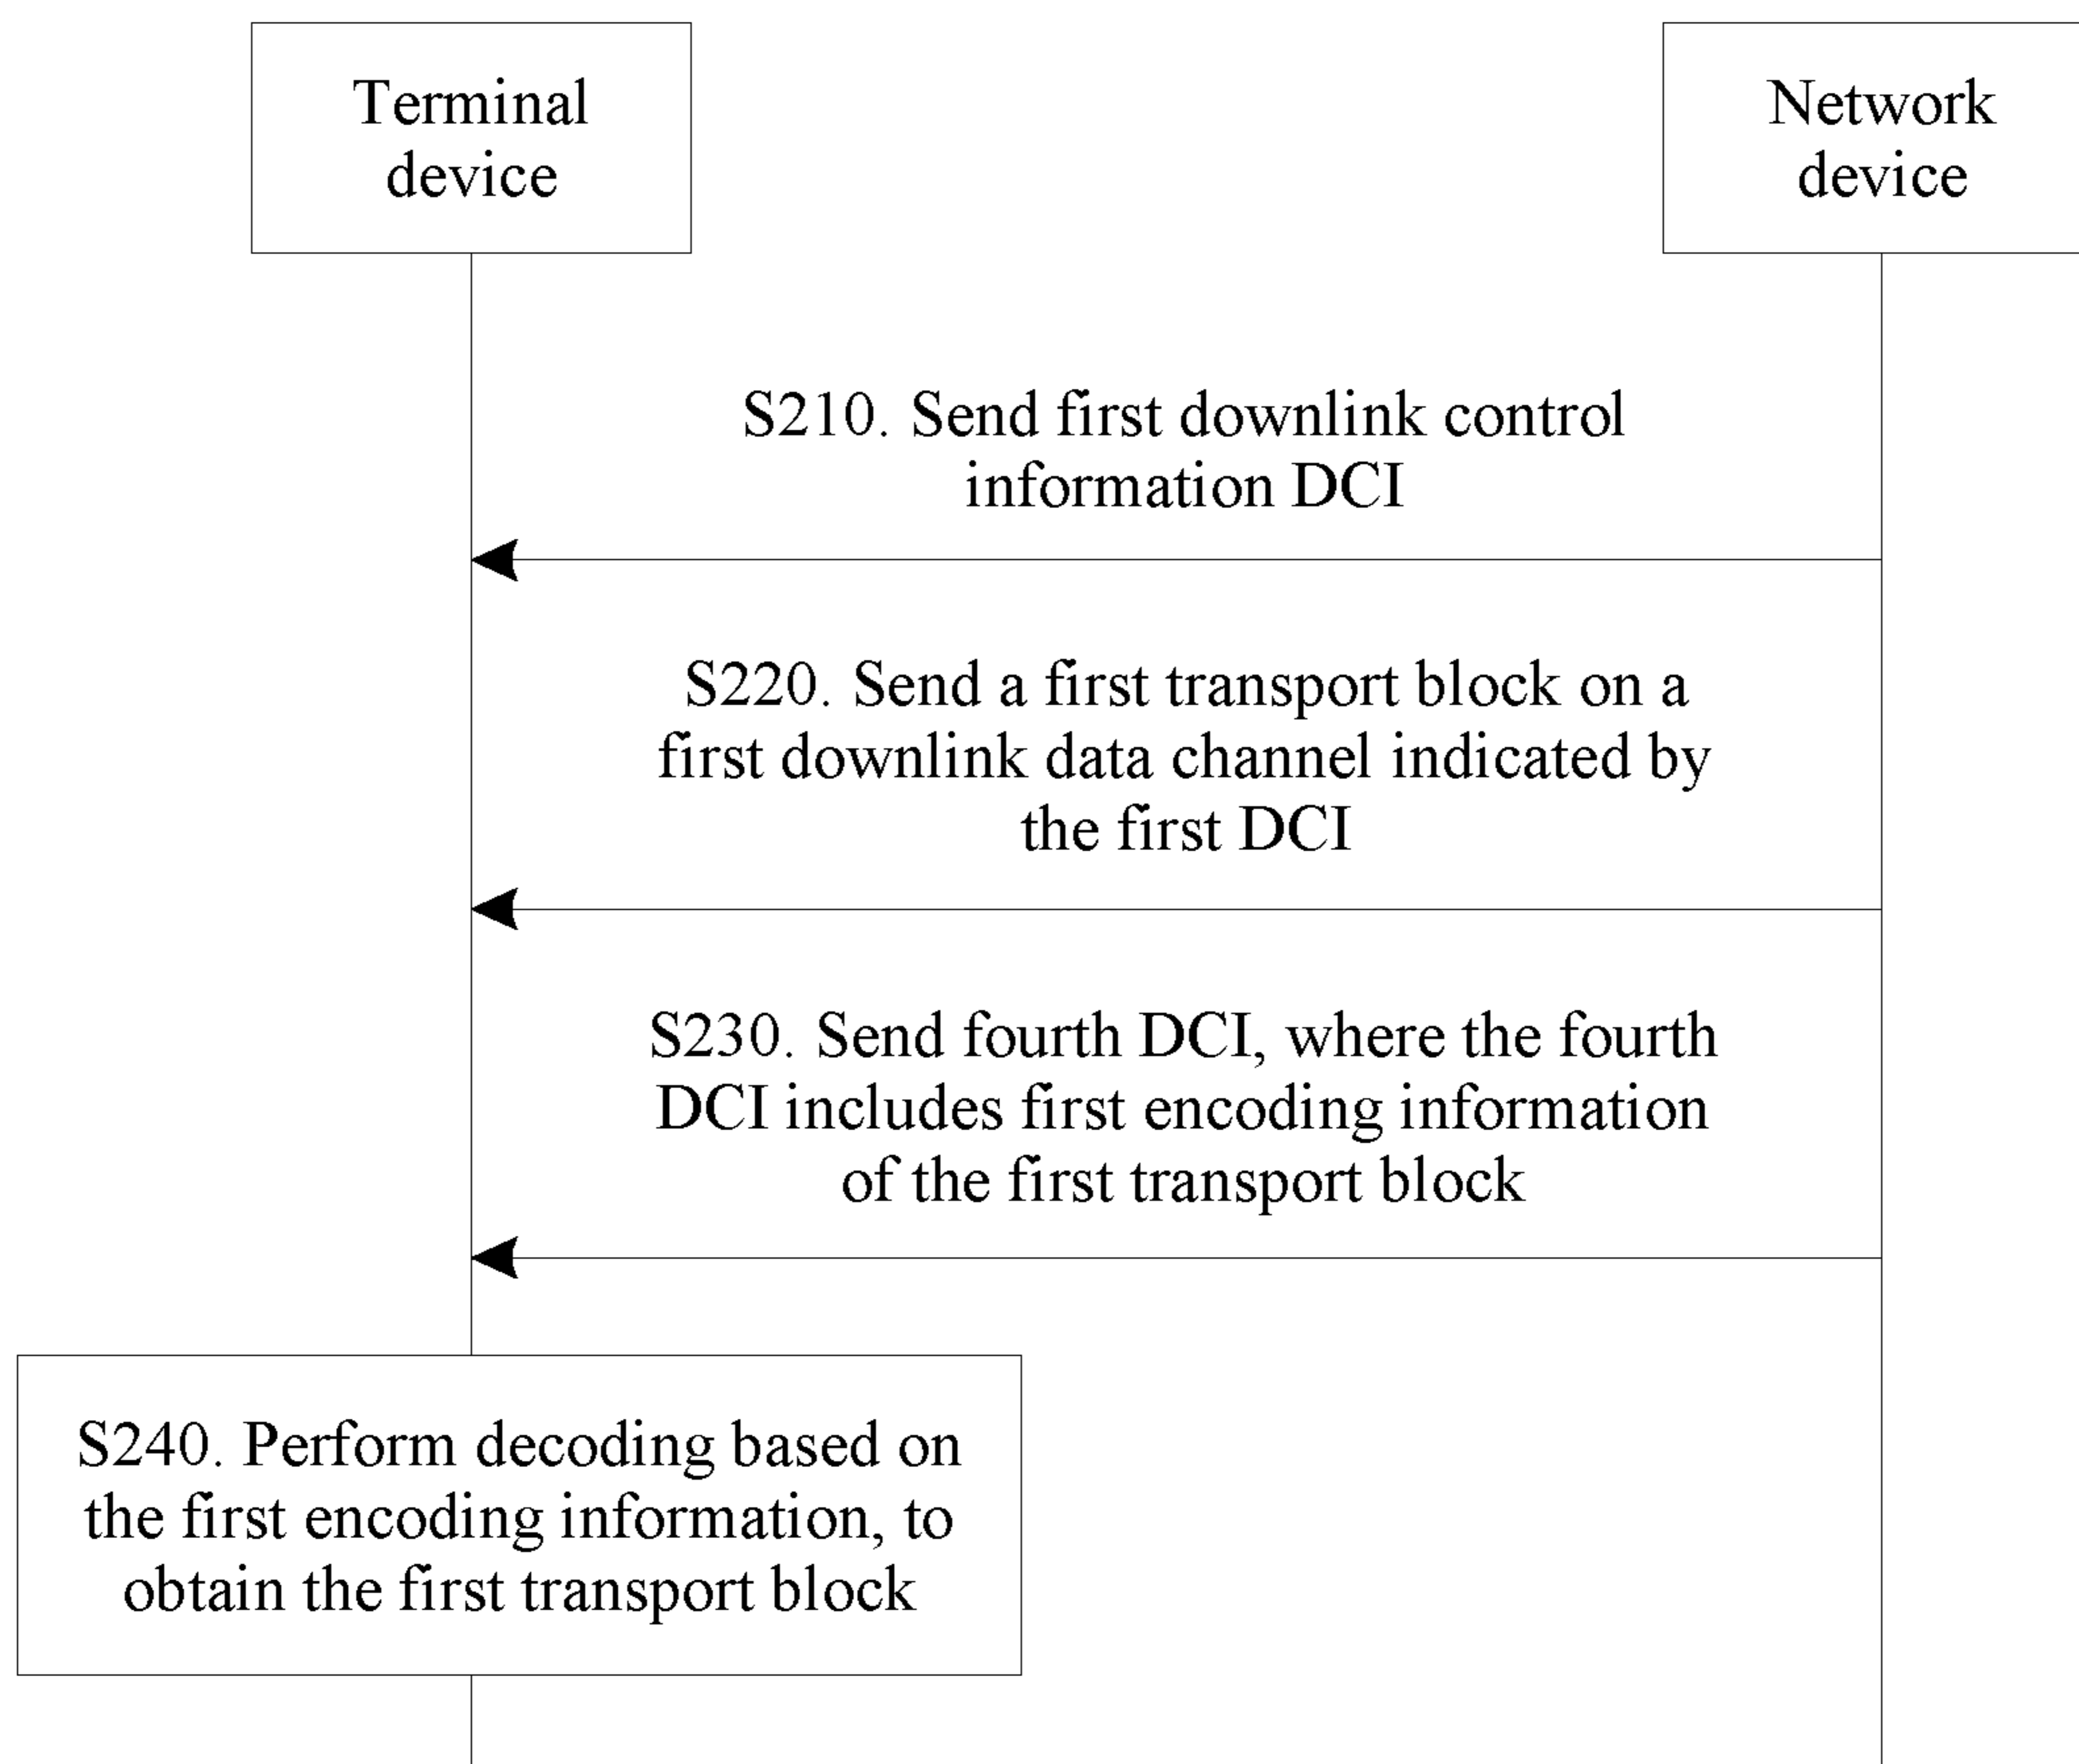 Terminal
device
Network
device
S210. Send first downlink control
information DCI
S220. Send a first transport block on a
first downlink data channel indicated by
the first DCI
S230. Send fourth DCI, where the fourth
DCI includes first encoding information
of the first transport block
S240. Perform decoding based on
the first encoding information, to
obtain the first transport block